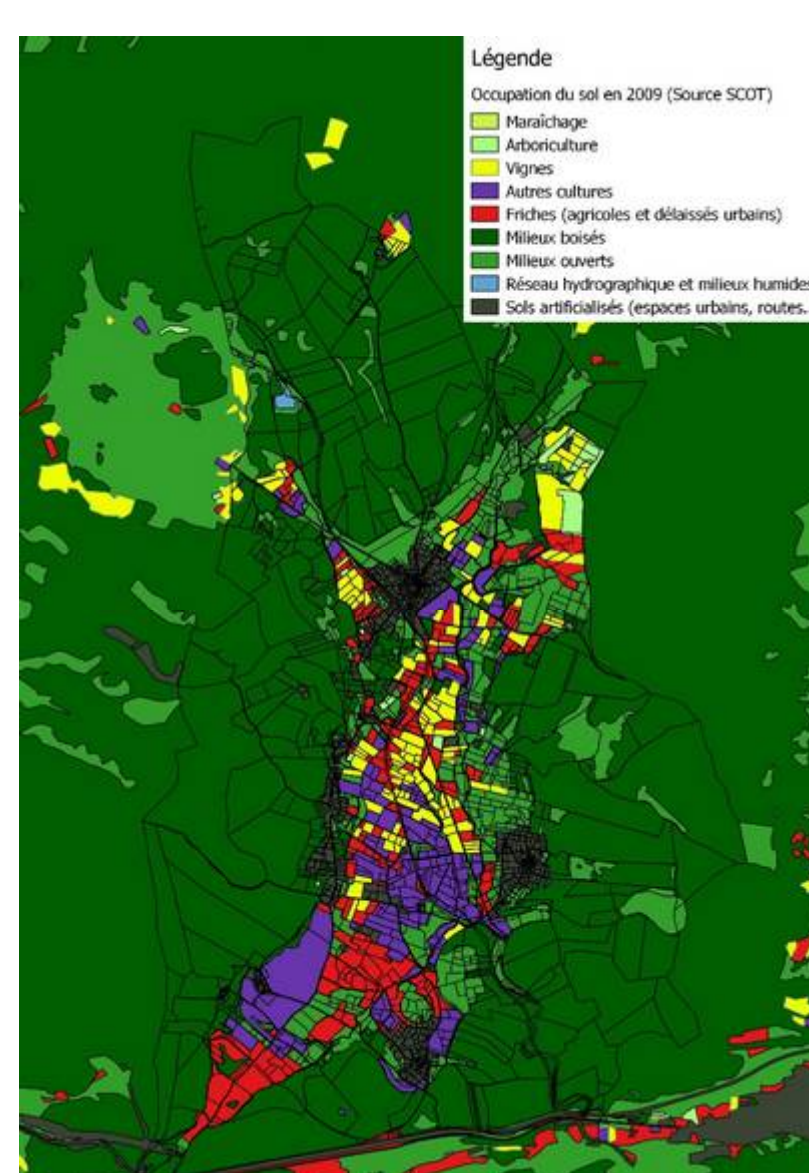 Légende
Occupation du sol en 2009 (Source SCOT)
Maraîchage
Arboriculture
Vignes
Autres cultures
Friches (agricoles et délaissés urbains)
Milieux boisés
Milieux ouverts
Réseau hydrographique et milieux humides
Sols artificialisés (espaces urbains, routes..